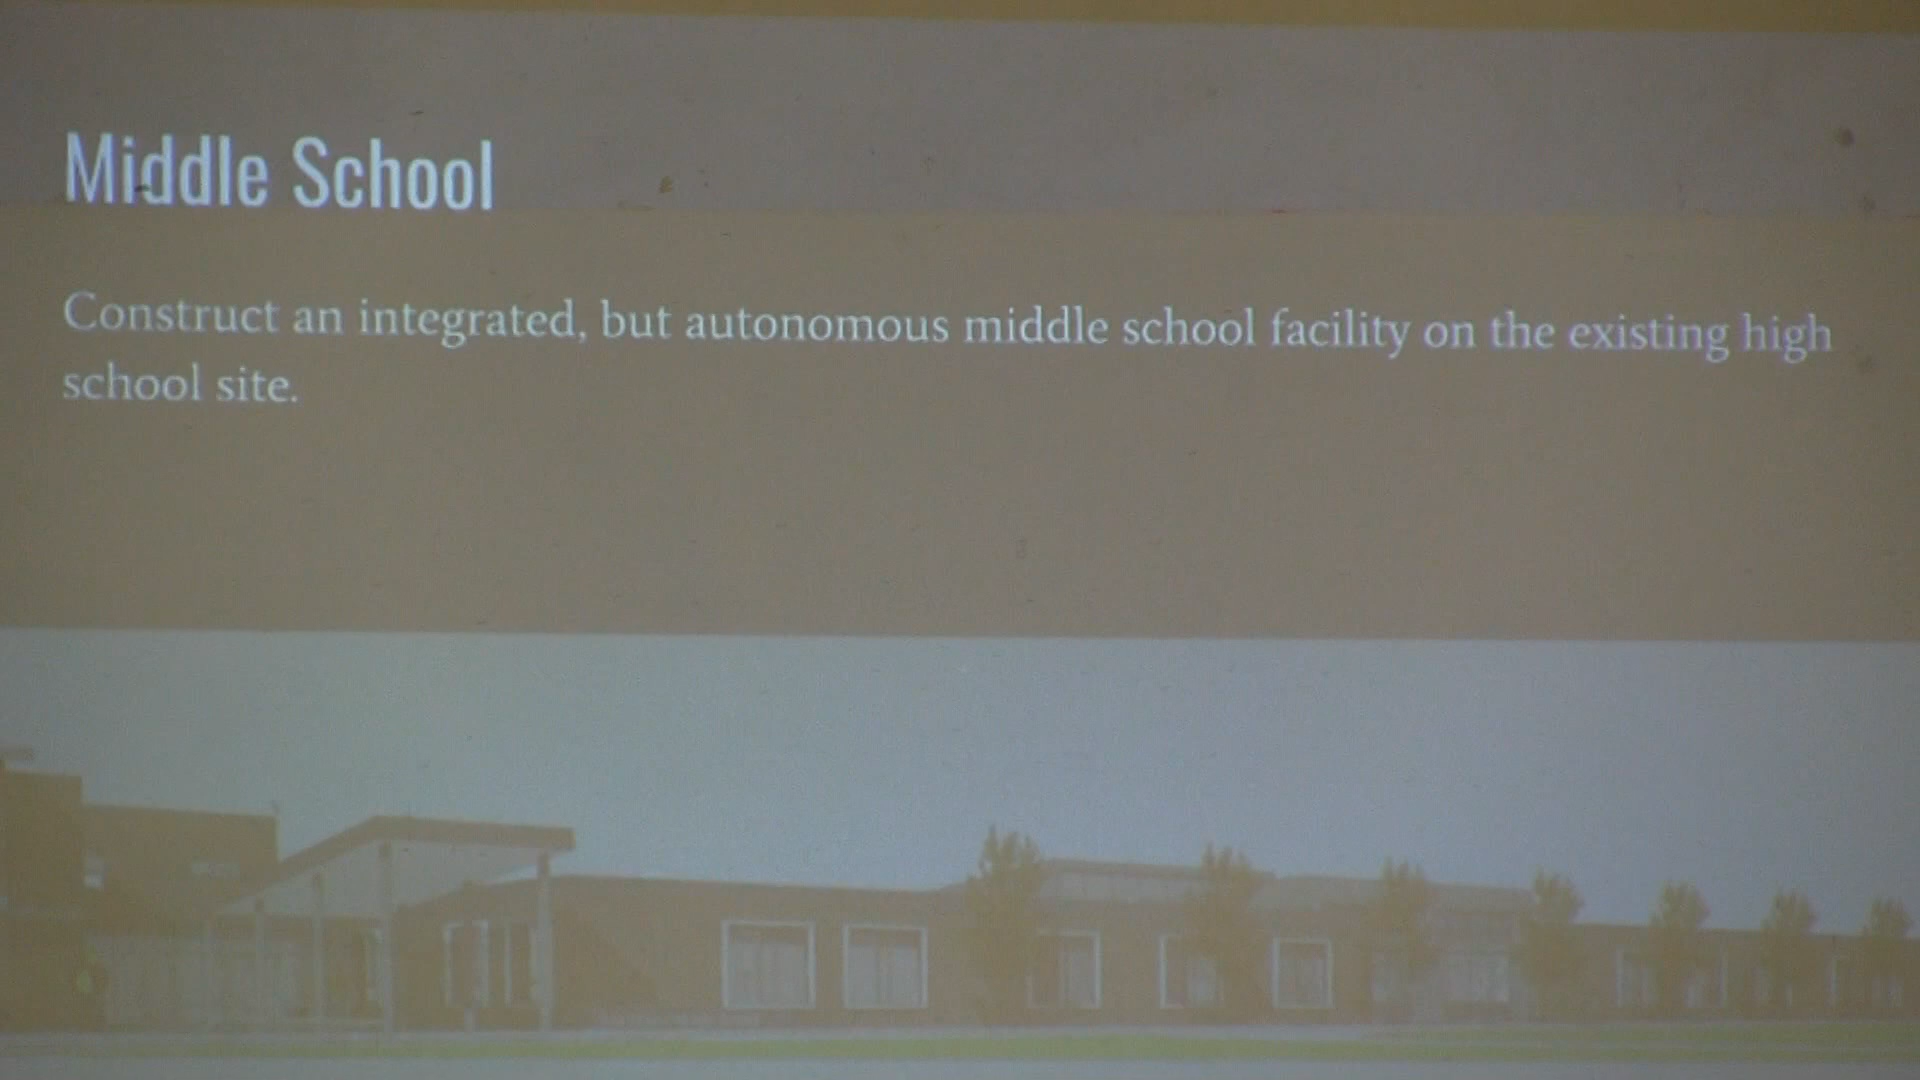 Middle School
Construct an integrated, but autonomous middle school facility on the existing high
school site.